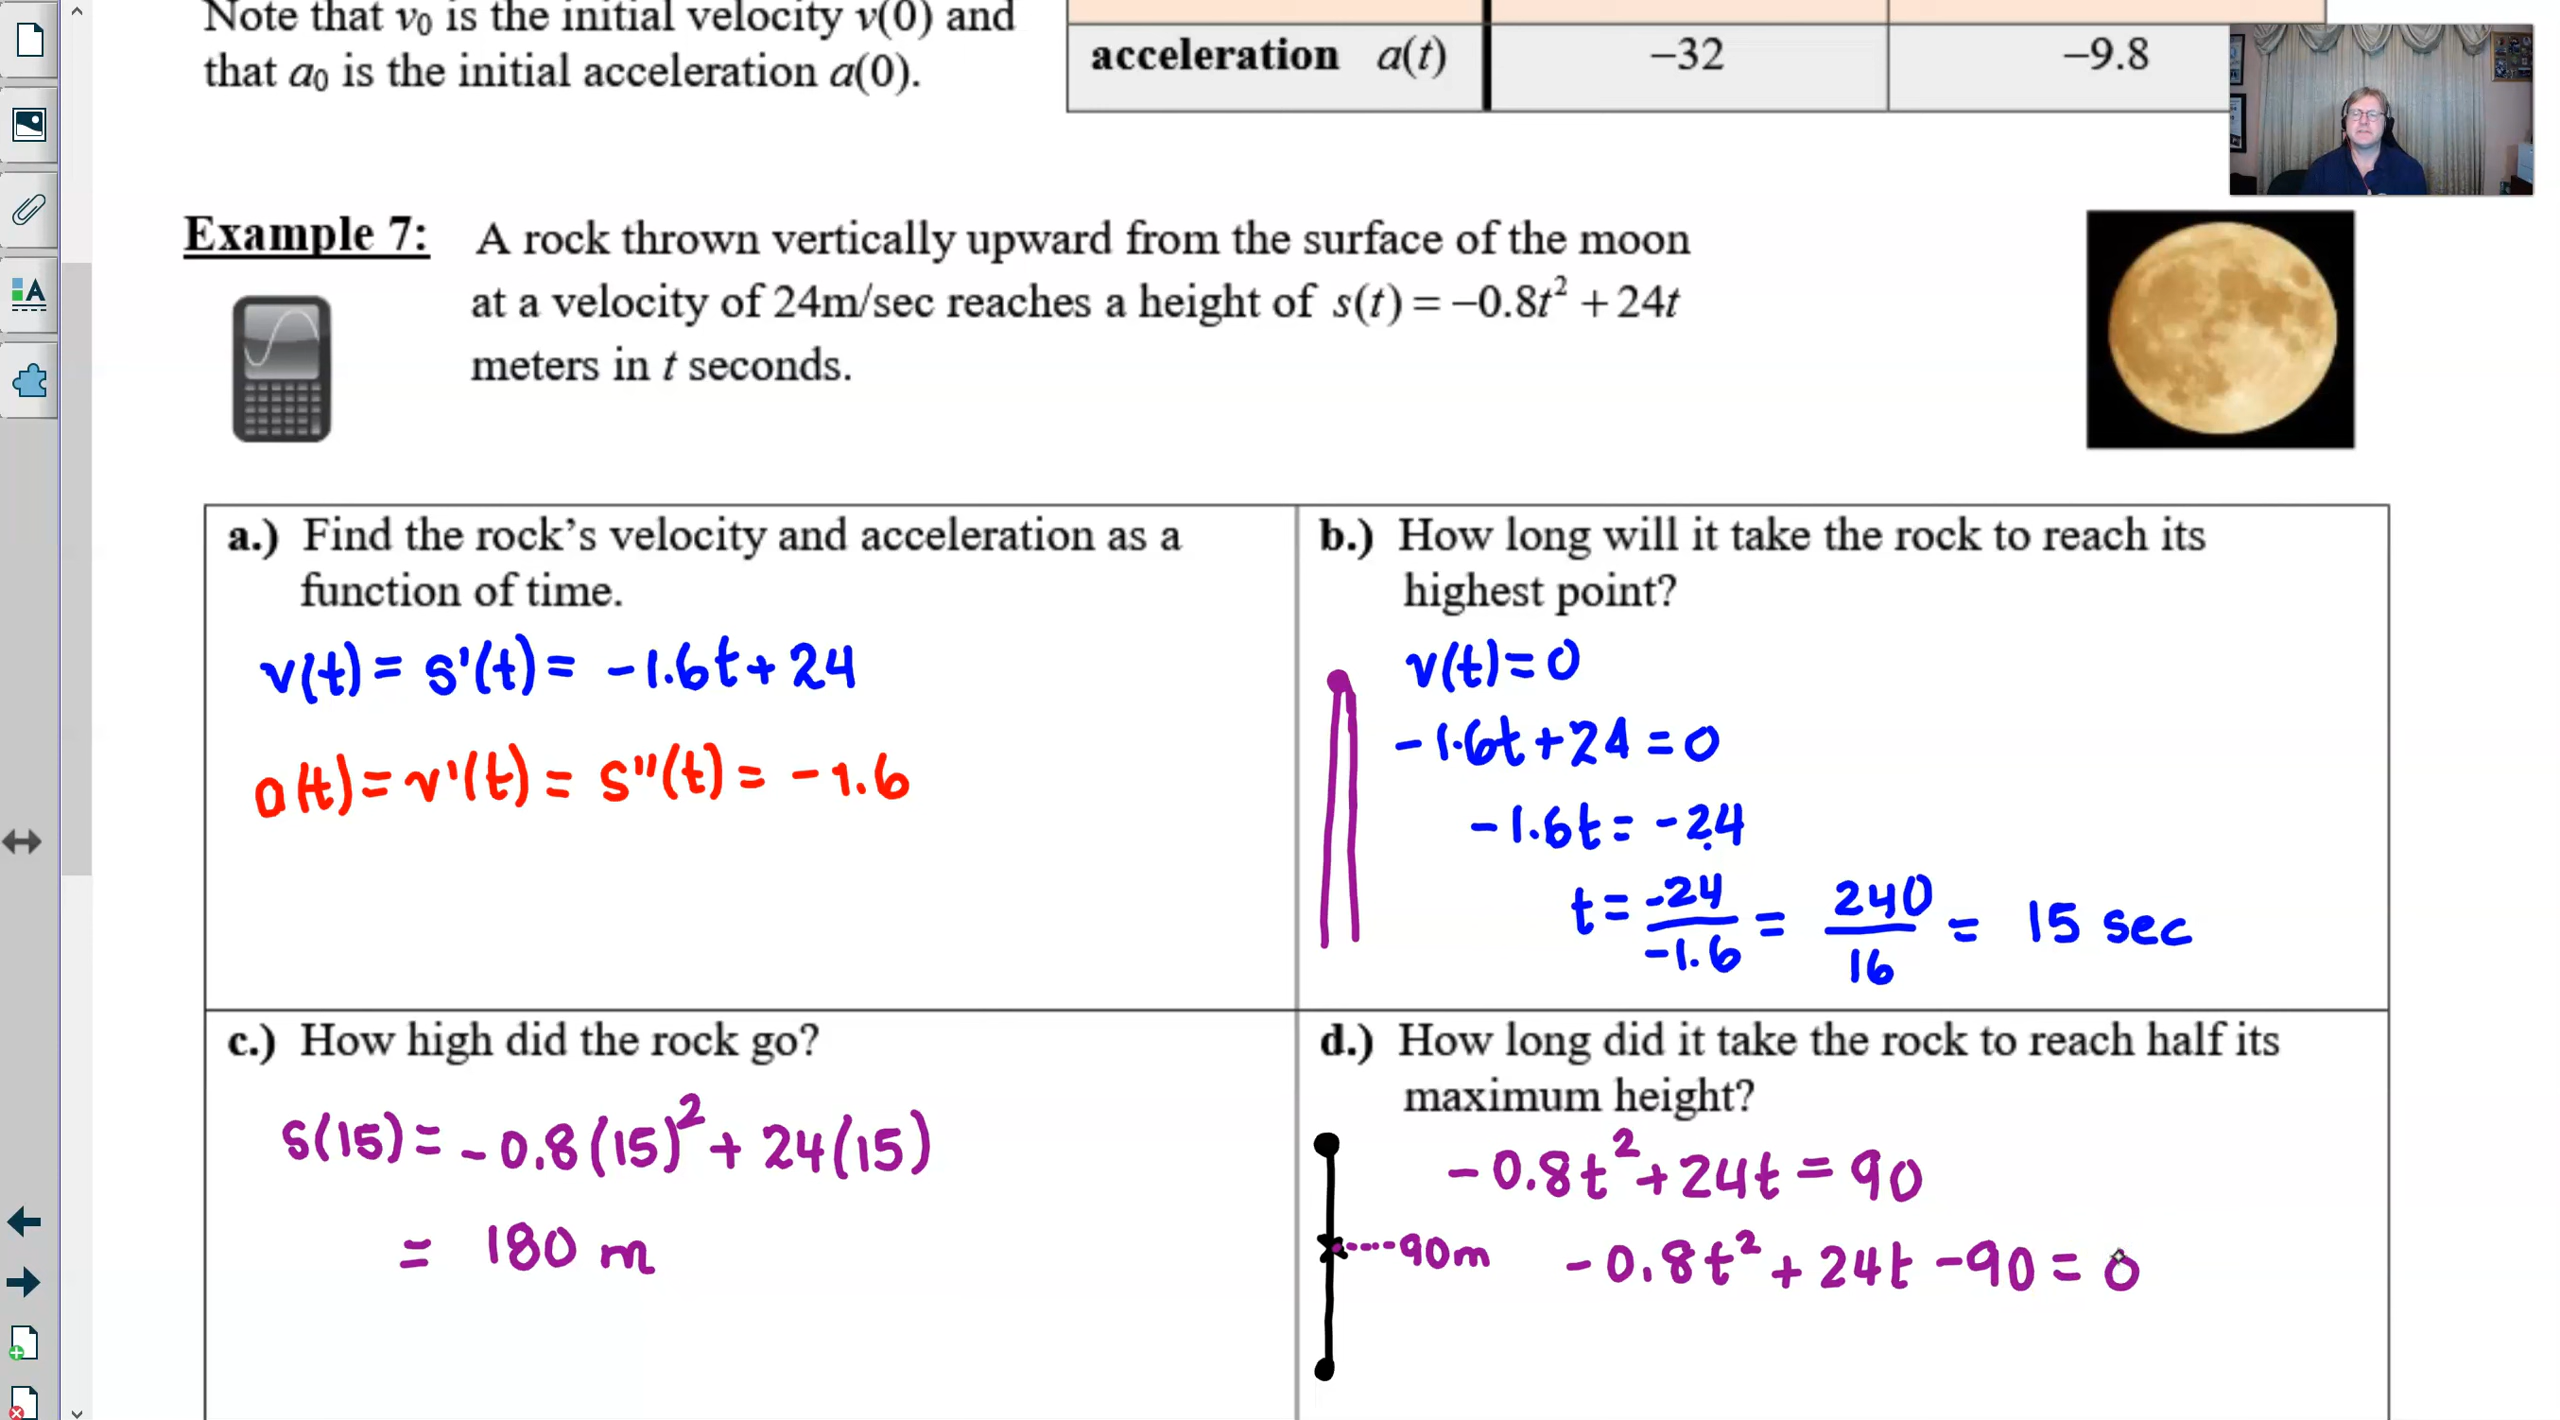 Note that v₀ is the initial velocity v(0) and
that a₀ is the initial acceleration a(0).
acceleration a(t) −32 −9.8
Example 7: A rock thrown vertically upward from the surface of the moon
at a velocity of 24m/sec reaches a height of s(t) = −0.8t² + 24t
meters in t seconds.
a.) Find the rock’s velocity and acceleration as a
function of time.
v(t) = s'(t) = -1.6t + 24
a(t) = v'(t) = s''(t) = -1.6
b.) How long will it take the rock to reach its
highest point?
v(t) = 0
-1.6t + 24 = 0
-1.6t = -24
t = -24/-1.6 = 240/16 = 15 sec
c.) How high did the rock go?
s(15) = -0.8(15)² + 24(15)
= 180 m
d.) How long did it take the rock to reach half its
maximum height?
-0.8t² + 24t = 90
90m
-0.8t² + 24t - 90 = 0